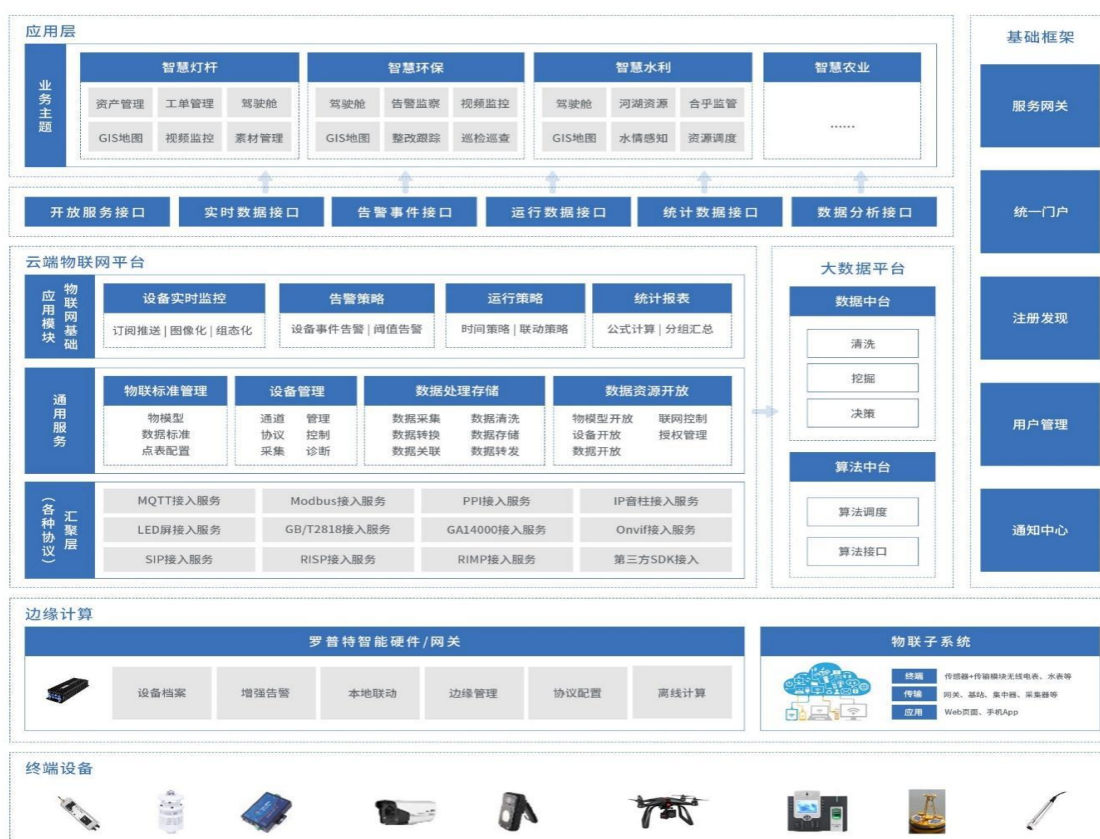 应用层
业务主题
智慧灯杆
资产管理 工单管理 驾驶舱
GIS地图 视频监控 素材管理
智慧环保
驾驶舱 告警监察 视频监控
GIS地图 整改跟踪 巡检巡查
智慧水利
驾驶舱 河湖资源 合乎监管
GIS地图 水情感知 资源调度
智慧农业
......
开放服务接口
实时数据接口
告警事件接口
运行数据接口
统计数据接口
数据分析接口
云端物联网平台
物联网基础
应用模块
设备实时监控
订阅推送 | 图像化 | 组态化
告警策略
设备事件告警 | 阈值告警
运行策略
时间策略 | 联动策略
统计报表
公式计算 | 分组汇总
通用服务
物联标准管理
物模型
数据标准
点表配置
设备管理
通道 管理
协议 控制
采集 诊断
数据处理存储
数据采集 数据清洗
数据转换 数据存储
数据关联 数据转发
数据资源开放
物模型开放 联网控制
设备开放 授权管理
数据开放
汇聚层
(各种协议)
MQTT接入服务 Modbus接入服务 PPI接入服务 IP音柱接入服务
LED屏接入服务 GB/T2818接入服务 GA14000接入服务 Onvif接入服务
SIP接入服务 RISP接入服务 RIMP接入服务 第三方SDK接入
大数据平台
数据中台
清洗
挖掘
决策
算法中台
算法调度
算法接口
基础框架
服务网关
统一门户
注册发现
用户管理
通知中心
边缘计算
罗普特智能硬件/网关
设备档案 增强告警 本地联动 边缘管理 协议配置 离线计算
物联子系统
终端 传感器+传输模块无线电表、水表等
传输 网关、基站、集中器、采集器等
应用 Web页面、手机App
终端设备